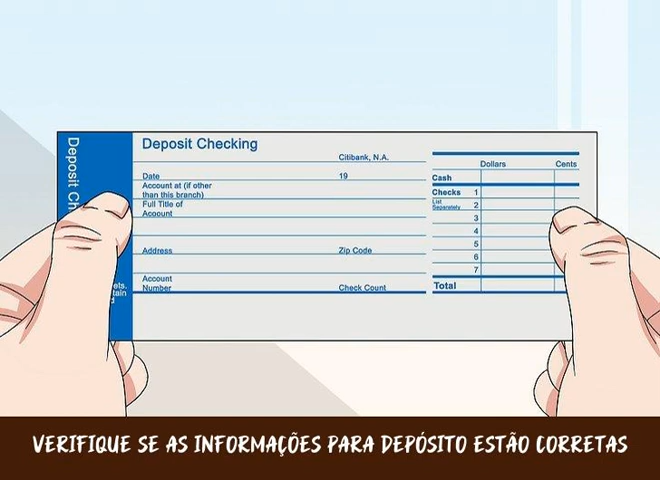 Deposit Checking
Deposit Ch
Citibank, N.A.
Date 19
Account at (if other
than this branch)
Full Title of
Account
Address Zip Code
Account
Number Check Count
Dollars Cents
Cash
Checks 1
List
Separately 2
3
4
5
6
7
Total
ets.
tain
d
VERIFIQUE SE AS INFORMAÇÕES PARA DEPÓSITO ESTÃO CORRETAS